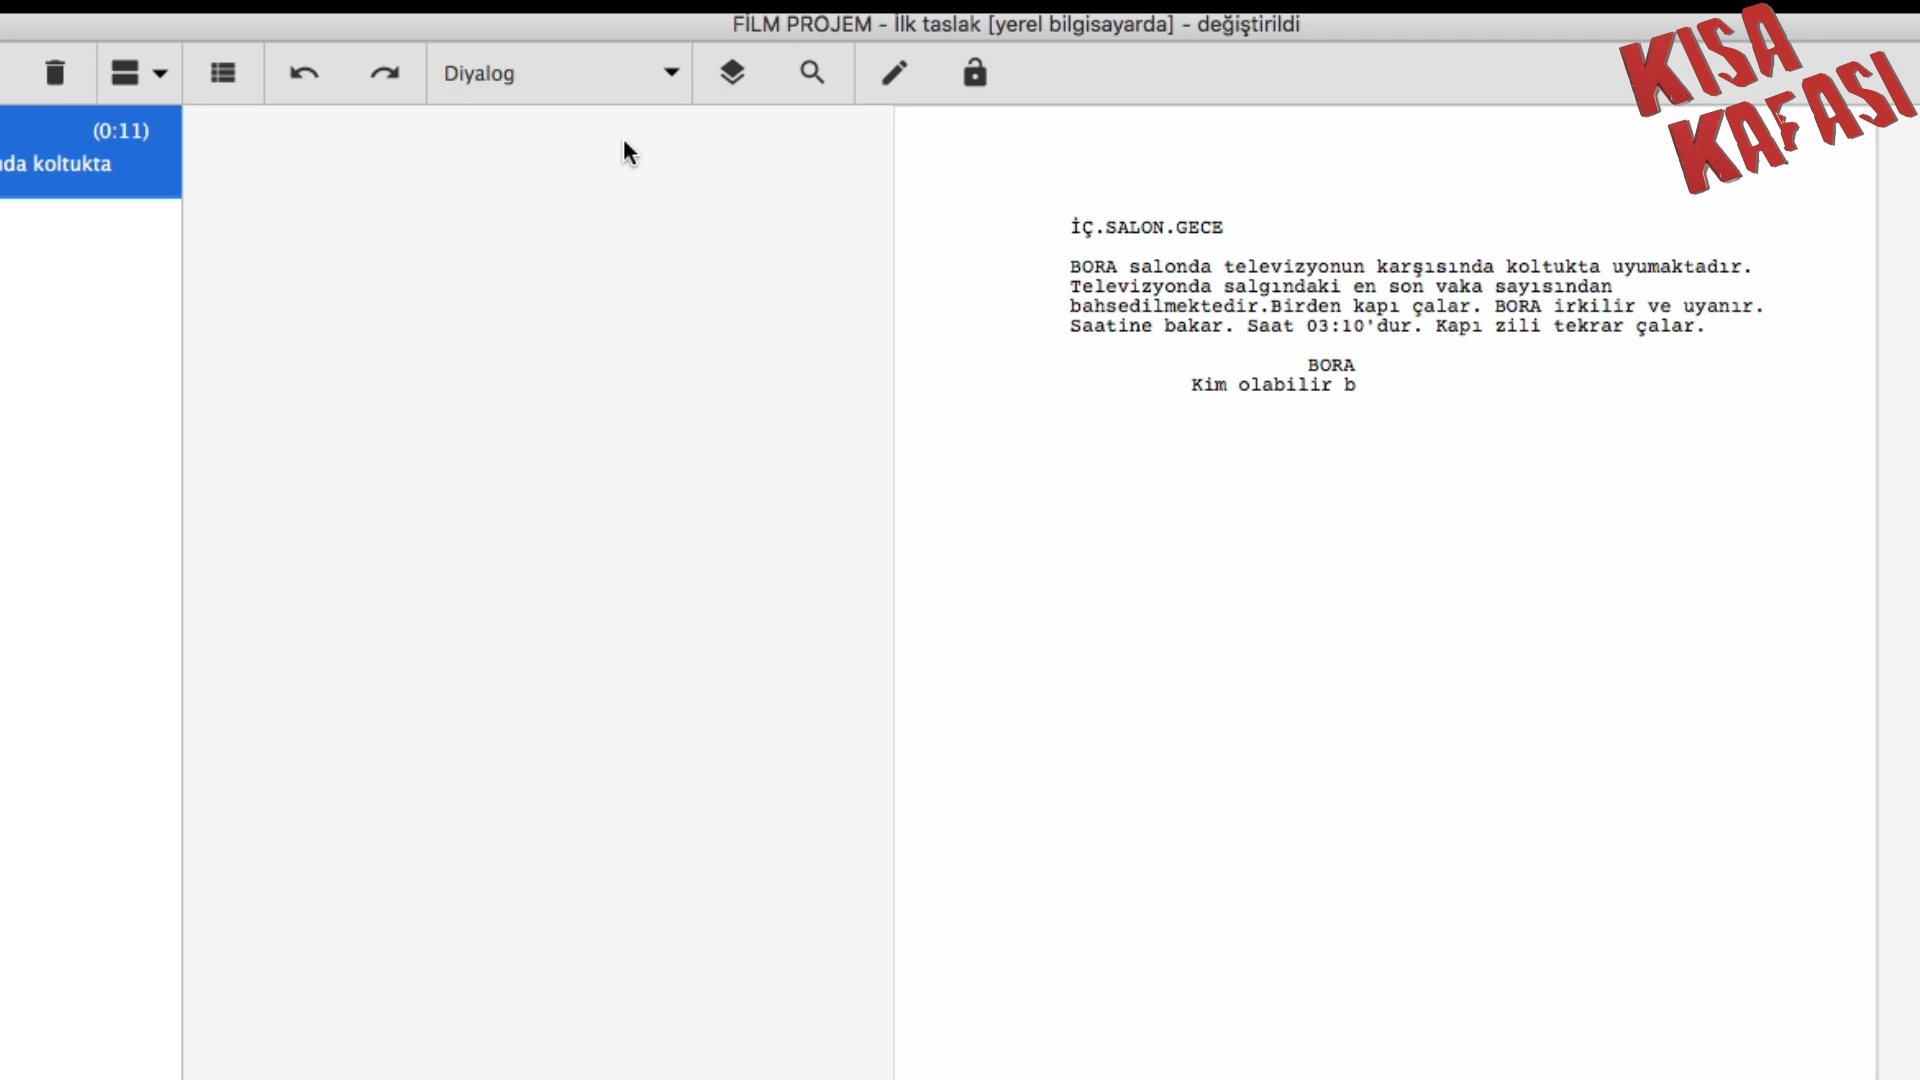 FİLM PROJEM - İlk taslak [yerel bilgisayarda] - değiştirildi
KISA
KAFASI
Diyalog
(0:11)
koltukta
İÇ.SALON.GECE
BORA salonda televizyonun karşısında koltukta uyumaktadır.
Televizyonda salgındaki en son vaka sayısından
bahsedilmektedir.Birden kapı çalar. BORA irkilir ve uyanır.
Saatine bakar. Saat 03:10'dur. Kapı zili tekrar çalar.
BORA
Kim olabilir b